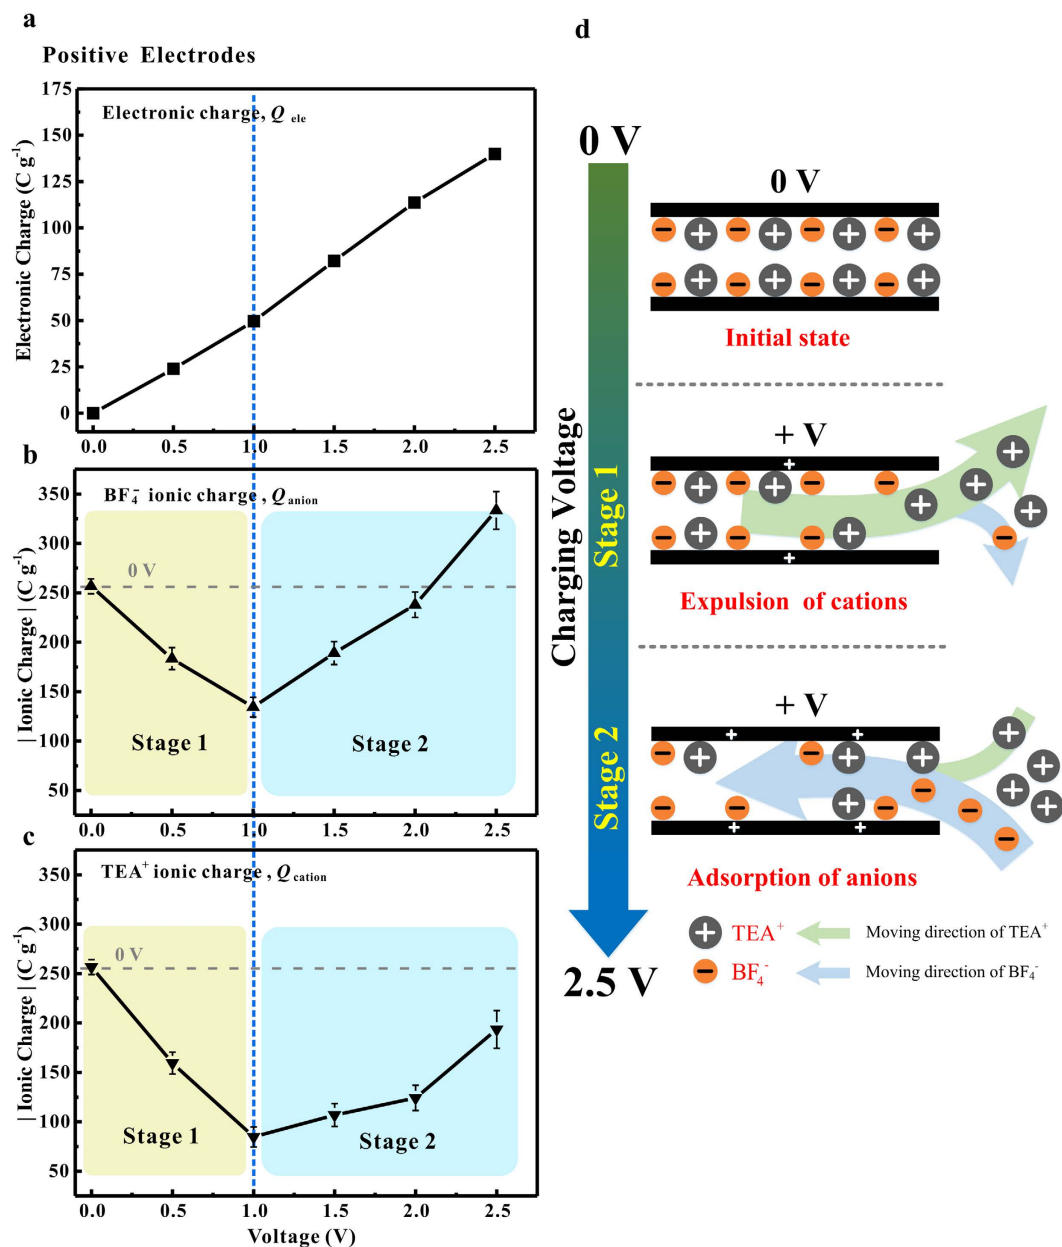 a
Positive Electrodes
Electronic charge, Q ele
Electronic Charge (C g⁻¹)
175
150
125
100
75
50
25
0
0.0 0.5 1.0 1.5 2.0 2.5
b
BF₄⁻ ionic charge , Q anion
| Ionic Charge | (C g⁻¹)
350
300
250
200
150
100
50
0 V
Stage 1 Stage 2
0.0 0.5 1.0 1.5 2.0 2.5
c
TEA⁺ ionic charge , Q cation
| Ionic Charge | (C g⁻¹)
350
300
250
200
150
100
50
0 V
Stage 1 Stage 2
0.0 0.5 1.0 1.5 2.0 2.5
Voltage (V)
d
0 V
Charging Voltage
Stage 1
Stage 2
2.5 V
0 V
Initial state
+ V
Expulsion of cations
+ V
Adsorption of anions
TEA⁺ Moving direction of TEA⁺
BF₄⁻ Moving direction of BF₄⁻